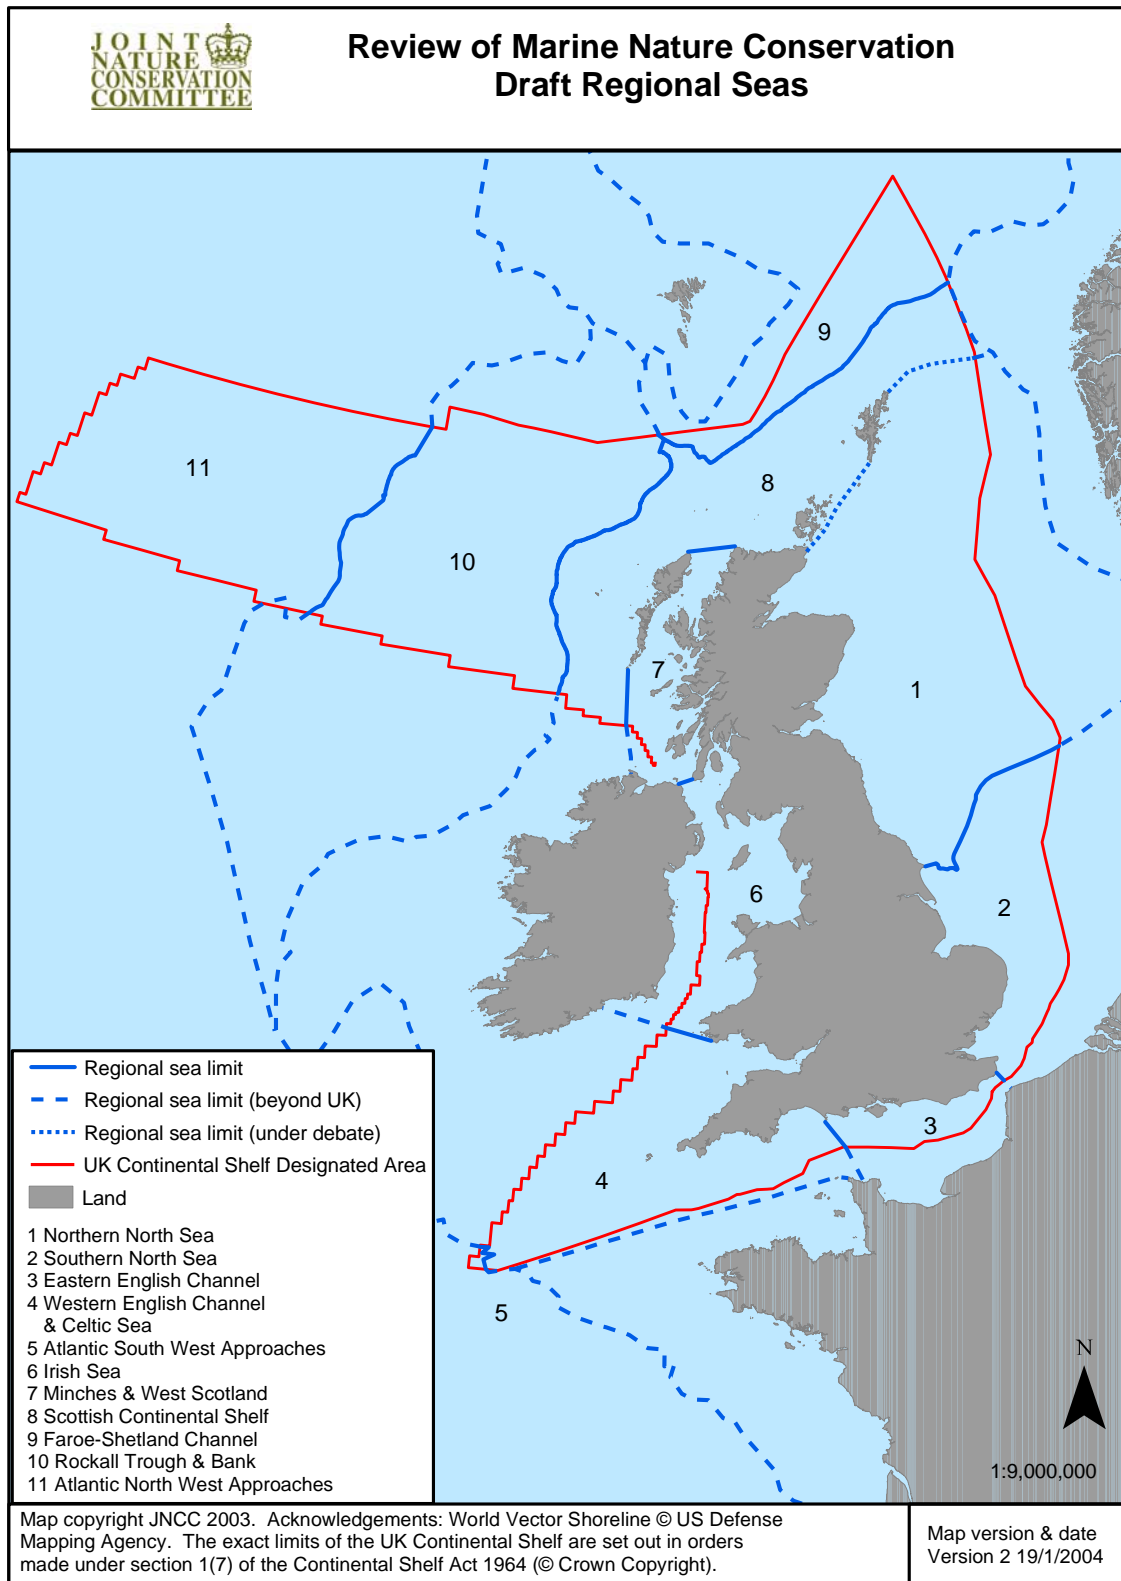 JOINT
NATURE
CONSERVATION
COMMITTEE
Review of Marine Nature Conservation
Draft Regional Seas
9
11
8
10
7
1
6
2
3
4
5
Regional sea limit
Regional sea limit (beyond UK)
Regional sea limit (under debate)
UK Continental Shelf Designated Area
Land
1 Northern North Sea
2 Southern North Sea
3 Eastern English Channel
4 Western English Channel
& Celtic Sea
5 Atlantic South West Approaches
6 Irish Sea
7 Minches & West Scotland
8 Scottish Continental Shelf
9 Faroe-Shetland Channel
10 Rockall Trough & Bank
11 Atlantic North West Approaches
N
1:9,000,000
Map copyright JNCC 2003.  Acknowledgements: World Vector Shoreline © US Defense
Mapping Agency.  The exact limits of the UK Continental Shelf are set out in orders
made under section 1(7) of the Continental Shelf Act 1964 (© Crown Copyright).
Map version & date
Version 2 19/1/2004